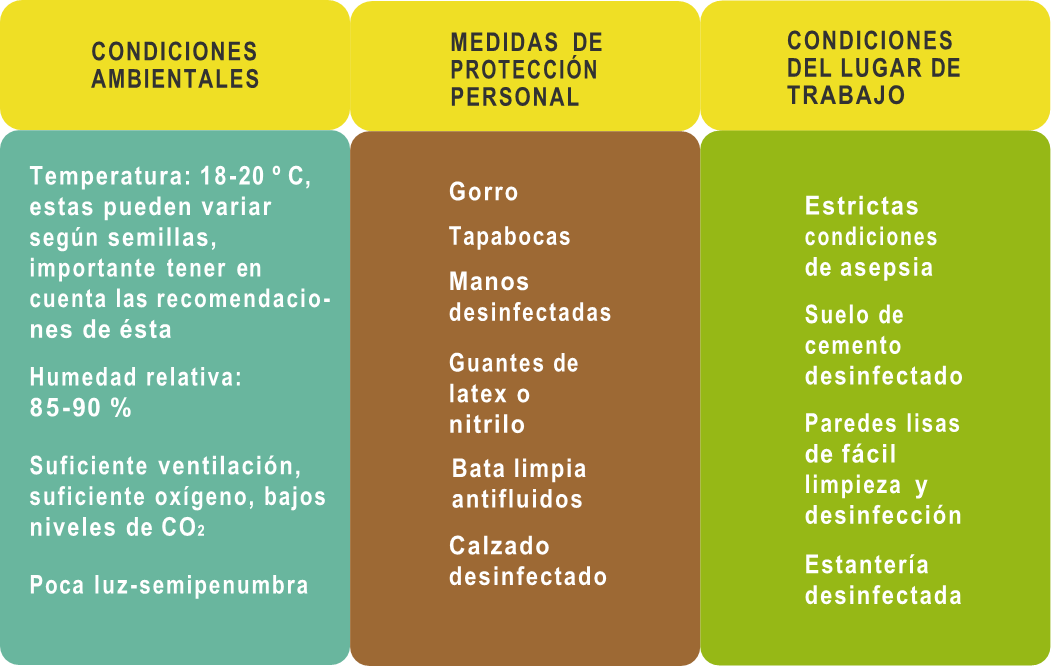 CONDICIONES
AMBIENTALES
Temperatura: 18-20 º C,
estas pueden variar
según semillas,
importante tener en
cuenta las recomendacio-
nes de ésta
Humedad relativa:
85-90 %
Suficiente ventilación,
suficiente oxígeno, bajos
niveles de CO₂
Poca luz-semipenumbra
MEDIDAS DE
PROTECCIÓN
PERSONAL
Gorro
Tapabocas
Manos
desinfectadas
Guantes de
latex o
nitrilo
Bata limpia
antifluidos
Calzado
desinfectado
CONDICIONES
DEL LUGAR DE
TRABAJO
Estrictas
condiciones
de asepsia
Suelo de
cemento
desinfectado
Paredes lisas
de fácil
limpieza y
desinfección
Estantería
desinfectada